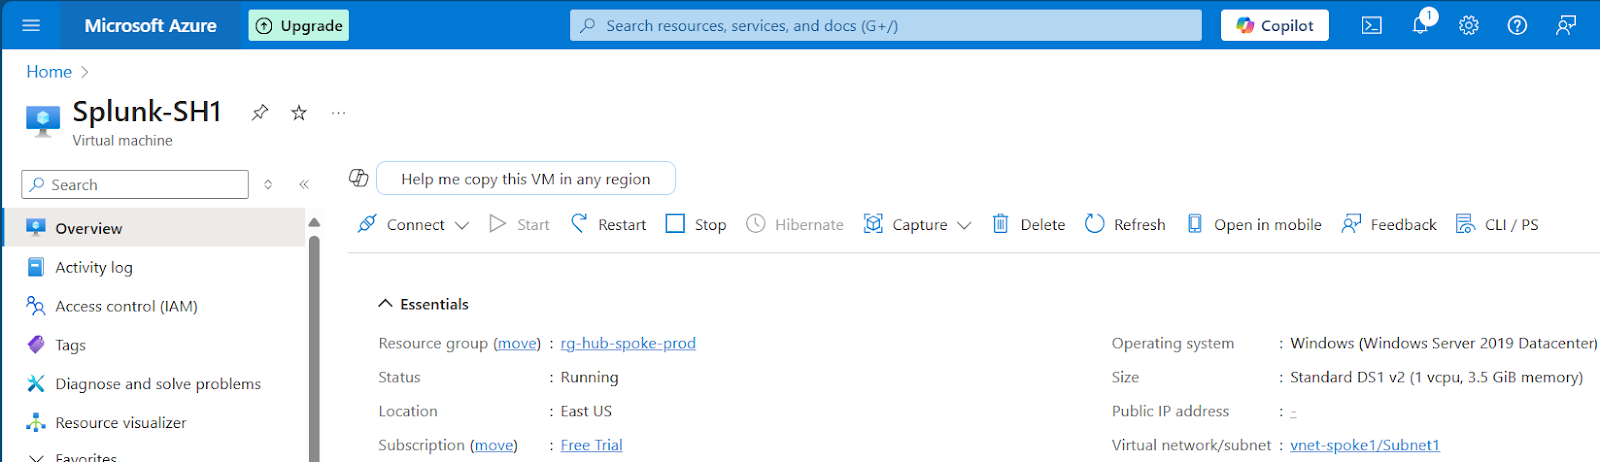 Microsoft Azure
Upgrade
Search resources, services, and docs (G+/)
Copilot
1
Home
Splunk-SH1
Virtual machine
Search
Help me copy this VM in any region
Connect
Start
Restart
Stop
Hibernate
Capture
Delete
Refresh
Open in mobile
Feedback
CLI / PS
Overview
Activity log
Access control (IAM)
Tags
Diagnose and solve problems
Resource visualizer
Favorites
Essentials
Resource group (move) : rg-hub-spoke-prod
Status : Running
Location : East US
Subscription (move) : Free Trial
Operating system : Windows (Windows Server 2019 Datacenter)
Size : Standard DS1 v2 (1 vcpu, 3.5 GiB memory)
Public IP address : -
Virtual network/subnet : vnet-spoke1/Subnet1